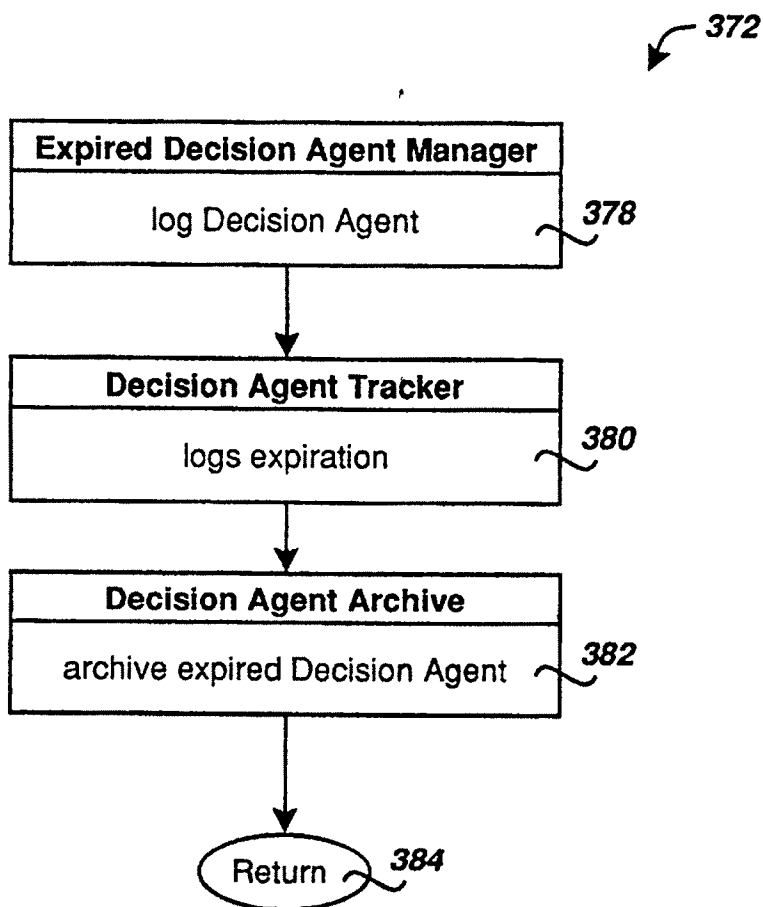 372
Expired Decision Agent Manager
log Decision Agent
378
Decision Agent Tracker
logs expiration
380
Decision Agent Archive
archive expired Decision Agent
382
Return
384